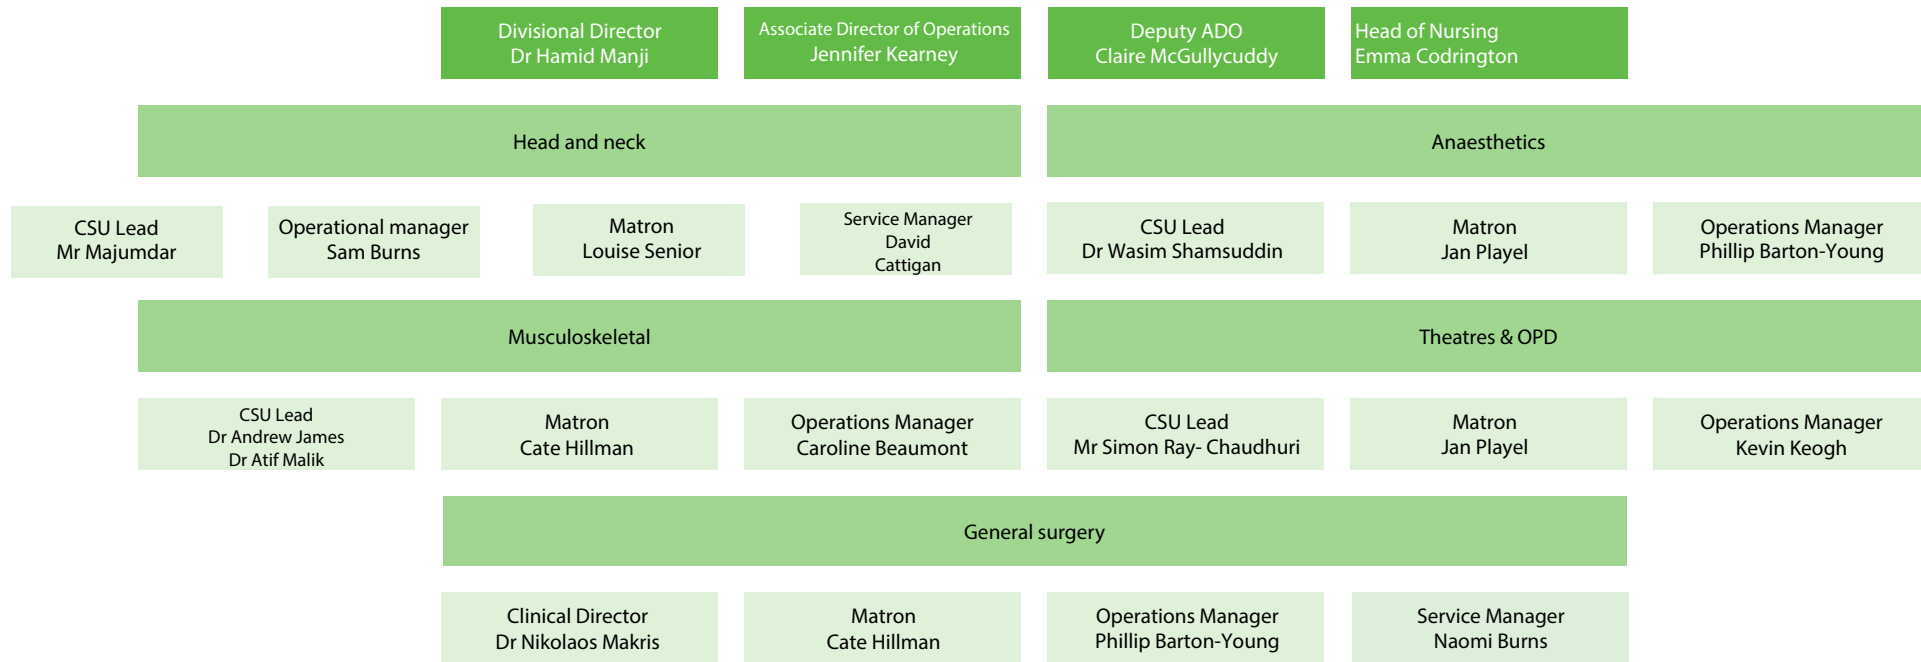 Divisional Director
Dr Hamid Manji
Associate Director of Operations
Jennifer Kearney
Deputy ADO
Claire McGullycuddy
Head of Nursing
Emma Codrington
Head and neck
Anaesthetics
CSU Lead
Mr Majumdar
Operational manager
Sam Burns
Matron
Louise Senior
Service Manager
David
Cattigan
CSU Lead
Dr Wasim Shamsuddin
Matron
Jan Playel
Operations Manager
Phillip Barton-Young
Musculoskeletal
Theatres & OPD
CSU Lead
Dr Andrew James
Dr Atif Malik
Matron
Cate Hillman
Operations Manager
Caroline Beaumont
CSU Lead
Mr Simon Ray- Chaudhuri
Matron
Jan Playel
Operations Manager
Kevin Keogh
General surgery
Clinical Director
Dr Nikolaos Makris
Matron
Cate Hillman
Operations Manager
Phillip Barton-Young
Service Manager
Naomi Burns